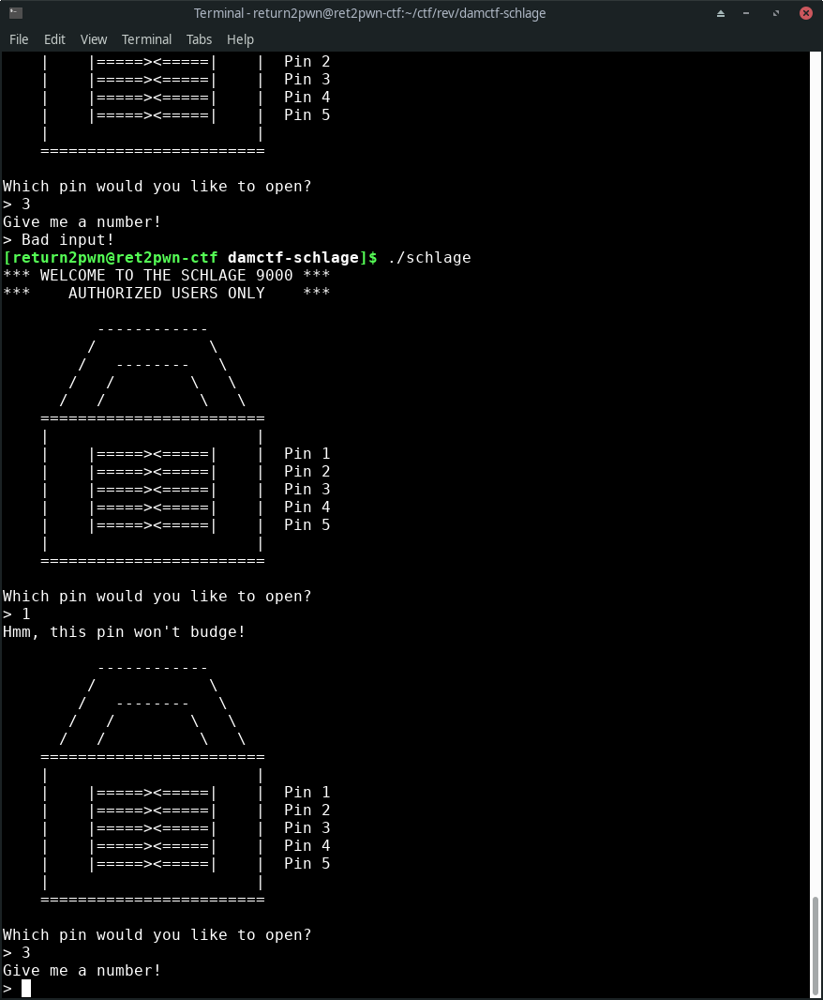 Terminal - return2pwn@ret2pwn-ctf:~/ctf/rev/damctf-schlage
File Edit View Terminal Tabs Help
    |    |=====><=====|    |  Pin 2
    |    |=====><=====|    |  Pin 3
    |    |=====><=====|    |  Pin 4
    |    |=====><=====|    |  Pin 5
    |                      |
    ========================
Which pin would you like to open?
> 3
Give me a number!
> Bad input!
[return2pwn@ret2pwn-ctf damctf-schlage]$ ./schlage
*** WELCOME TO THE SCHLAGE 9000 ***
***    AUTHORIZED USERS ONLY    ***
          ------------
         /            \
        /   --------   \
       /   /        \   \
      /   /          \   \
    ========================
    |                      |
    |    |=====><=====|    |  Pin 1
    |    |=====><=====|    |  Pin 2
    |    |=====><=====|    |  Pin 3
    |    |=====><=====|    |  Pin 4
    |    |=====><=====|    |  Pin 5
    |                      |
    ========================
Which pin would you like to open?
> 1
Hmm, this pin won't budge!
          ------------
         /            \
        /   --------   \
       /   /        \   \
      /   /          \   \
    ========================
    |                      |
    |    |=====><=====|    |  Pin 1
    |    |=====><=====|    |  Pin 2
    |    |=====><=====|    |  Pin 3
    |    |=====><=====|    |  Pin 4
    |    |=====><=====|    |  Pin 5
    |                      |
    ========================
Which pin would you like to open?
> 3
Give me a number!
>